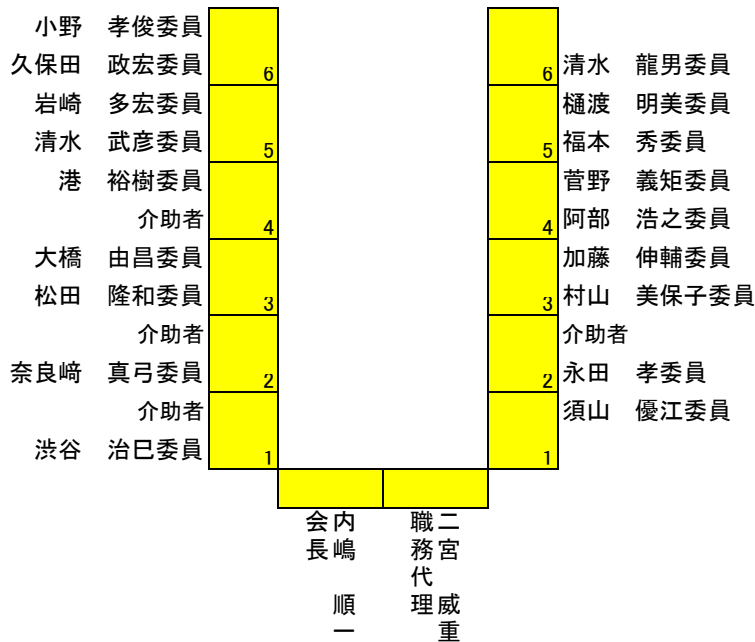 小野　孝俊委員
久保田　政宏委員
6
岩崎　多宏委員
清水　武彦委員
5
港　裕樹委員
介助者
4
大橋　由昌委員
松田　隆和委員
3
介助者
奈良﨑　真弓委員
2
介助者
渋谷　治巳委員
1
清水　龍男委員
6
樋渡　明美委員
福本　秀委員
5
菅野　義矩委員
阿部　浩之委員
4
加藤　伸輔委員
村山　美保子委員
3
介助者
永田　孝委員
2
須山　優江委員
1
会長
内嶋　順一
職務代理
二宮　威重